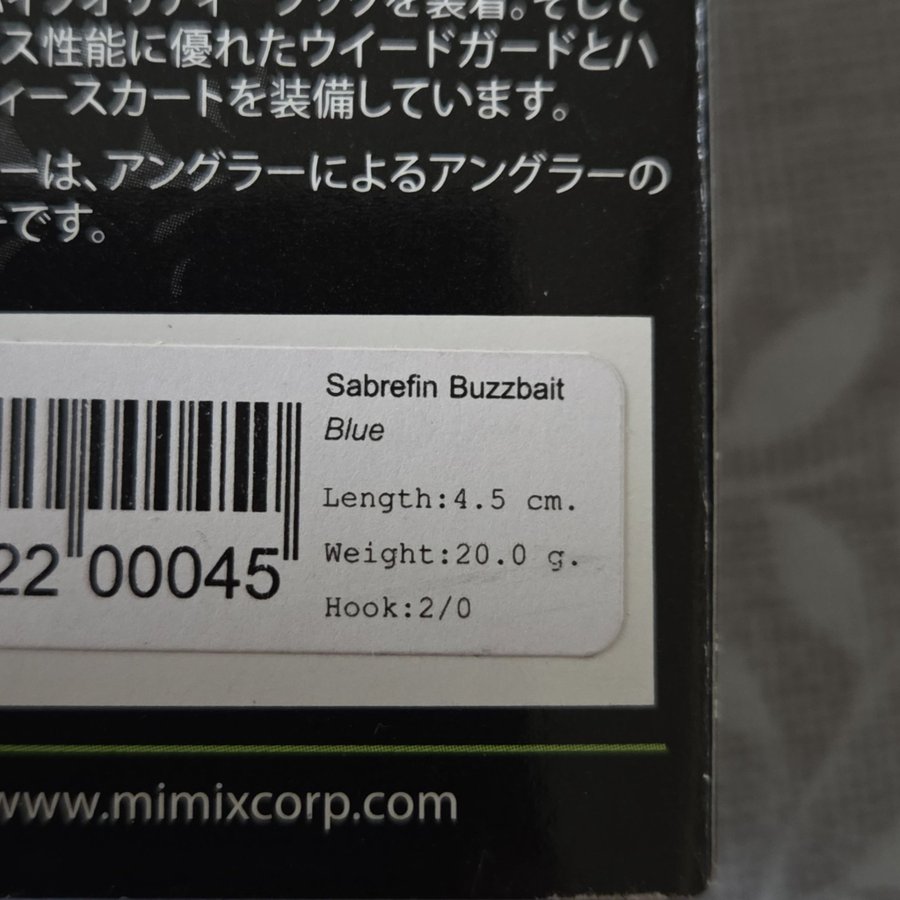 ス性能に優れたウイードガードとハ
ィースカートを装備しています。
ーは、アングラーによるアングラーの
ーです。
Sabrefin Buzzbait
Blue
Length:4.5 cm.
Weight:20.0 g.
Hook:2/0
22 00045
www.mimixcorp.com